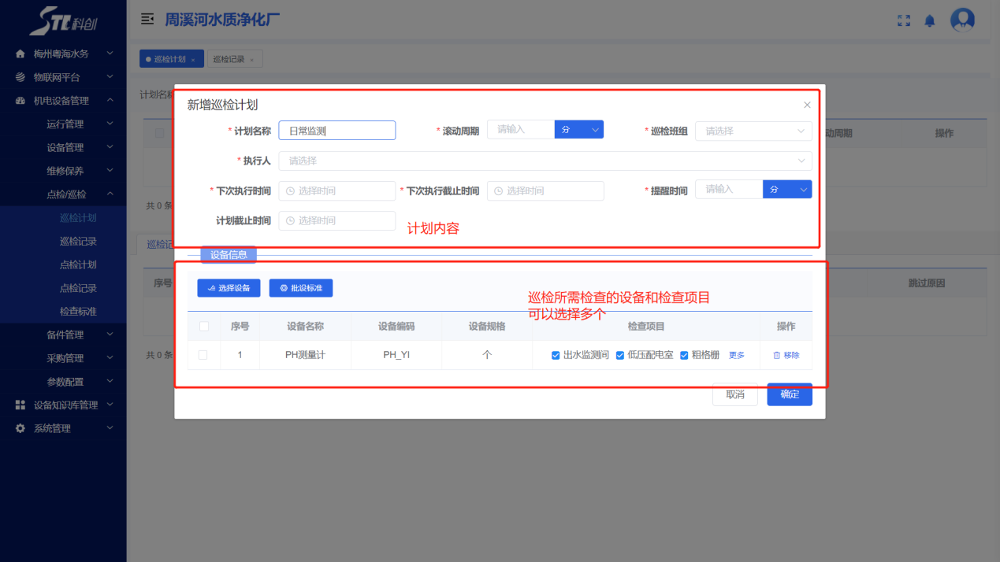 STC科创
周溪河水质净化厂
梅州粤海水务
物联网平台
机电设备管理
运行管理
设备管理
维修保养
点检/巡检
巡检计划
巡检记录
点检计划
点检记录
检查标准
备件管理
采购管理
参数配置
设备知识库管理
系统管理
巡检计划 ×
巡检记录 ×
计划名称
动周期
操作
共 0 条
巡检记
序号
跳过原因
共 0 条
新增巡检计划 ×
* 计划名称 日常监测
* 滚动周期 请输入 分
* 巡检班组 请选择
* 执行人 请选择
* 下次执行时间 选择时间
* 下次执行截止时间 选择时间
* 提醒时间 请输入 分
计划截止时间 选择时间
计划内容
设备信息
选择设备 批设标准
巡检所需检查的设备和检查项目
可以选择多个
序号 设备名称 设备编码 设备规格 检查项目 操作
1 PH测量计 PH_YI 个 出水监测间 低压配电室 粗格栅 更多 移除
取消 确定